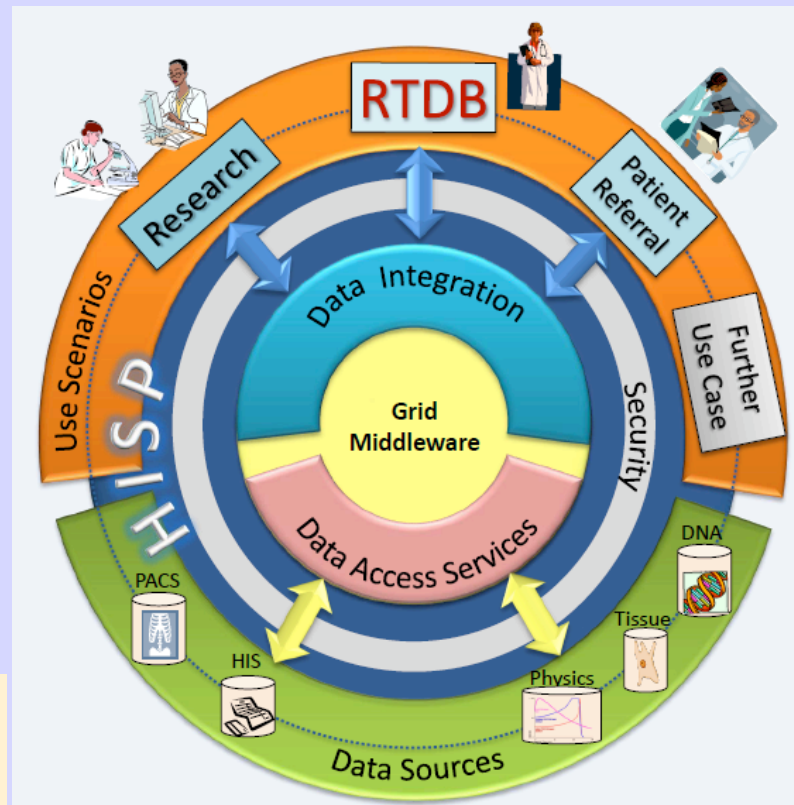 RTDB
Research
Patient
Referral
Further
Use Case
Use Scenarios
HISP
Data Integration
Security
Grid
Middleware
Data Access Services
PACS
HIS
Physics
Tissue
DNA
Data Sources